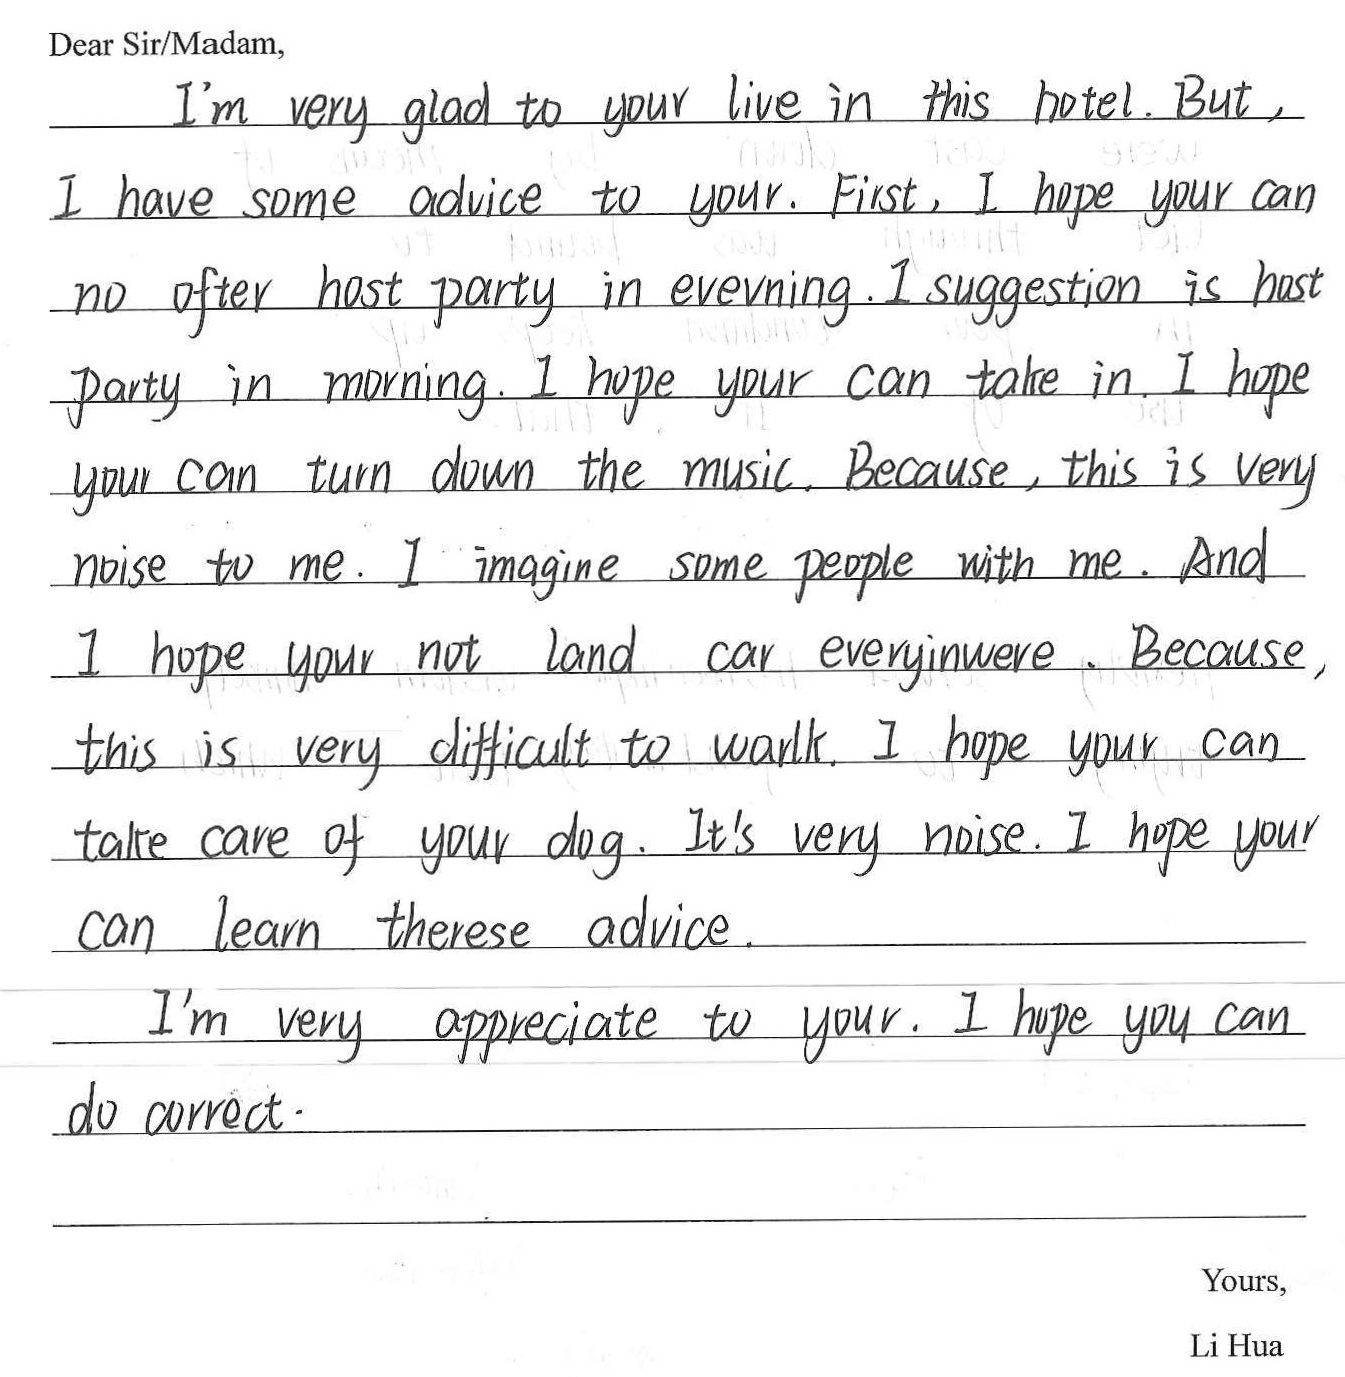 Dear Sir/Madam,
I'm very glad to your live in this hotel. But,
I have some advice to your. First, I hope your can
no ofter host party in evevning. I suggestion is host
party in morning. I hope your can take in. I hope
your can turn down the music. Because, this is very
noise to me. I imagine some people with me. And
I hope your not land car everyinwere. Because,
this is very difficult to warlk. I hope your can
take care of your dog. It's very noise. I hope your
can learn therese advice.
I'm very appreciate to your. I hope you can
do correct.
Yours,
Li Hua